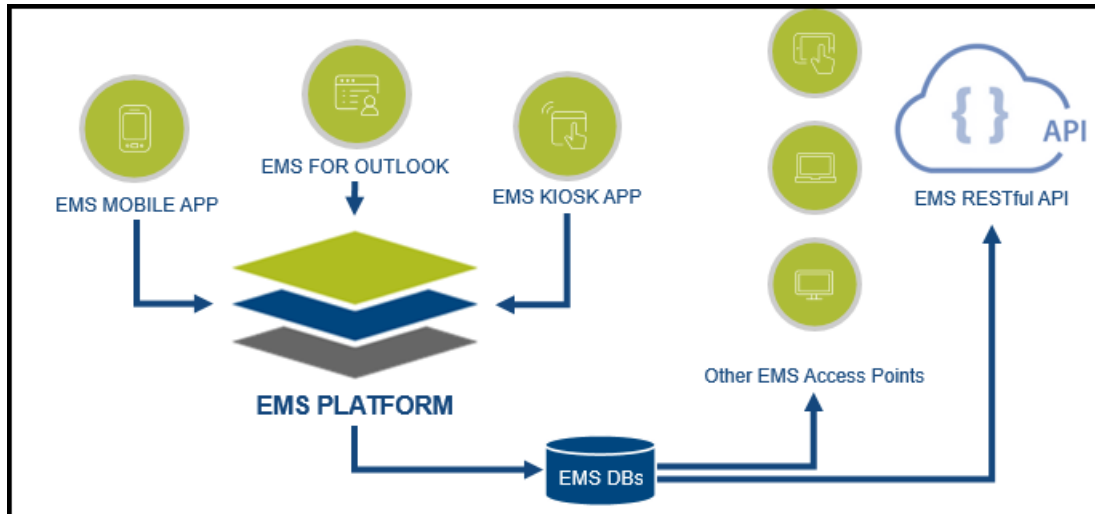 EMS MOBILE APP
EMS FOR OUTLOOK
EMS KIOSK APP
{ } API
EMS RESTful API
Other EMS Access Points
EMS PLATFORM
EMS DBs